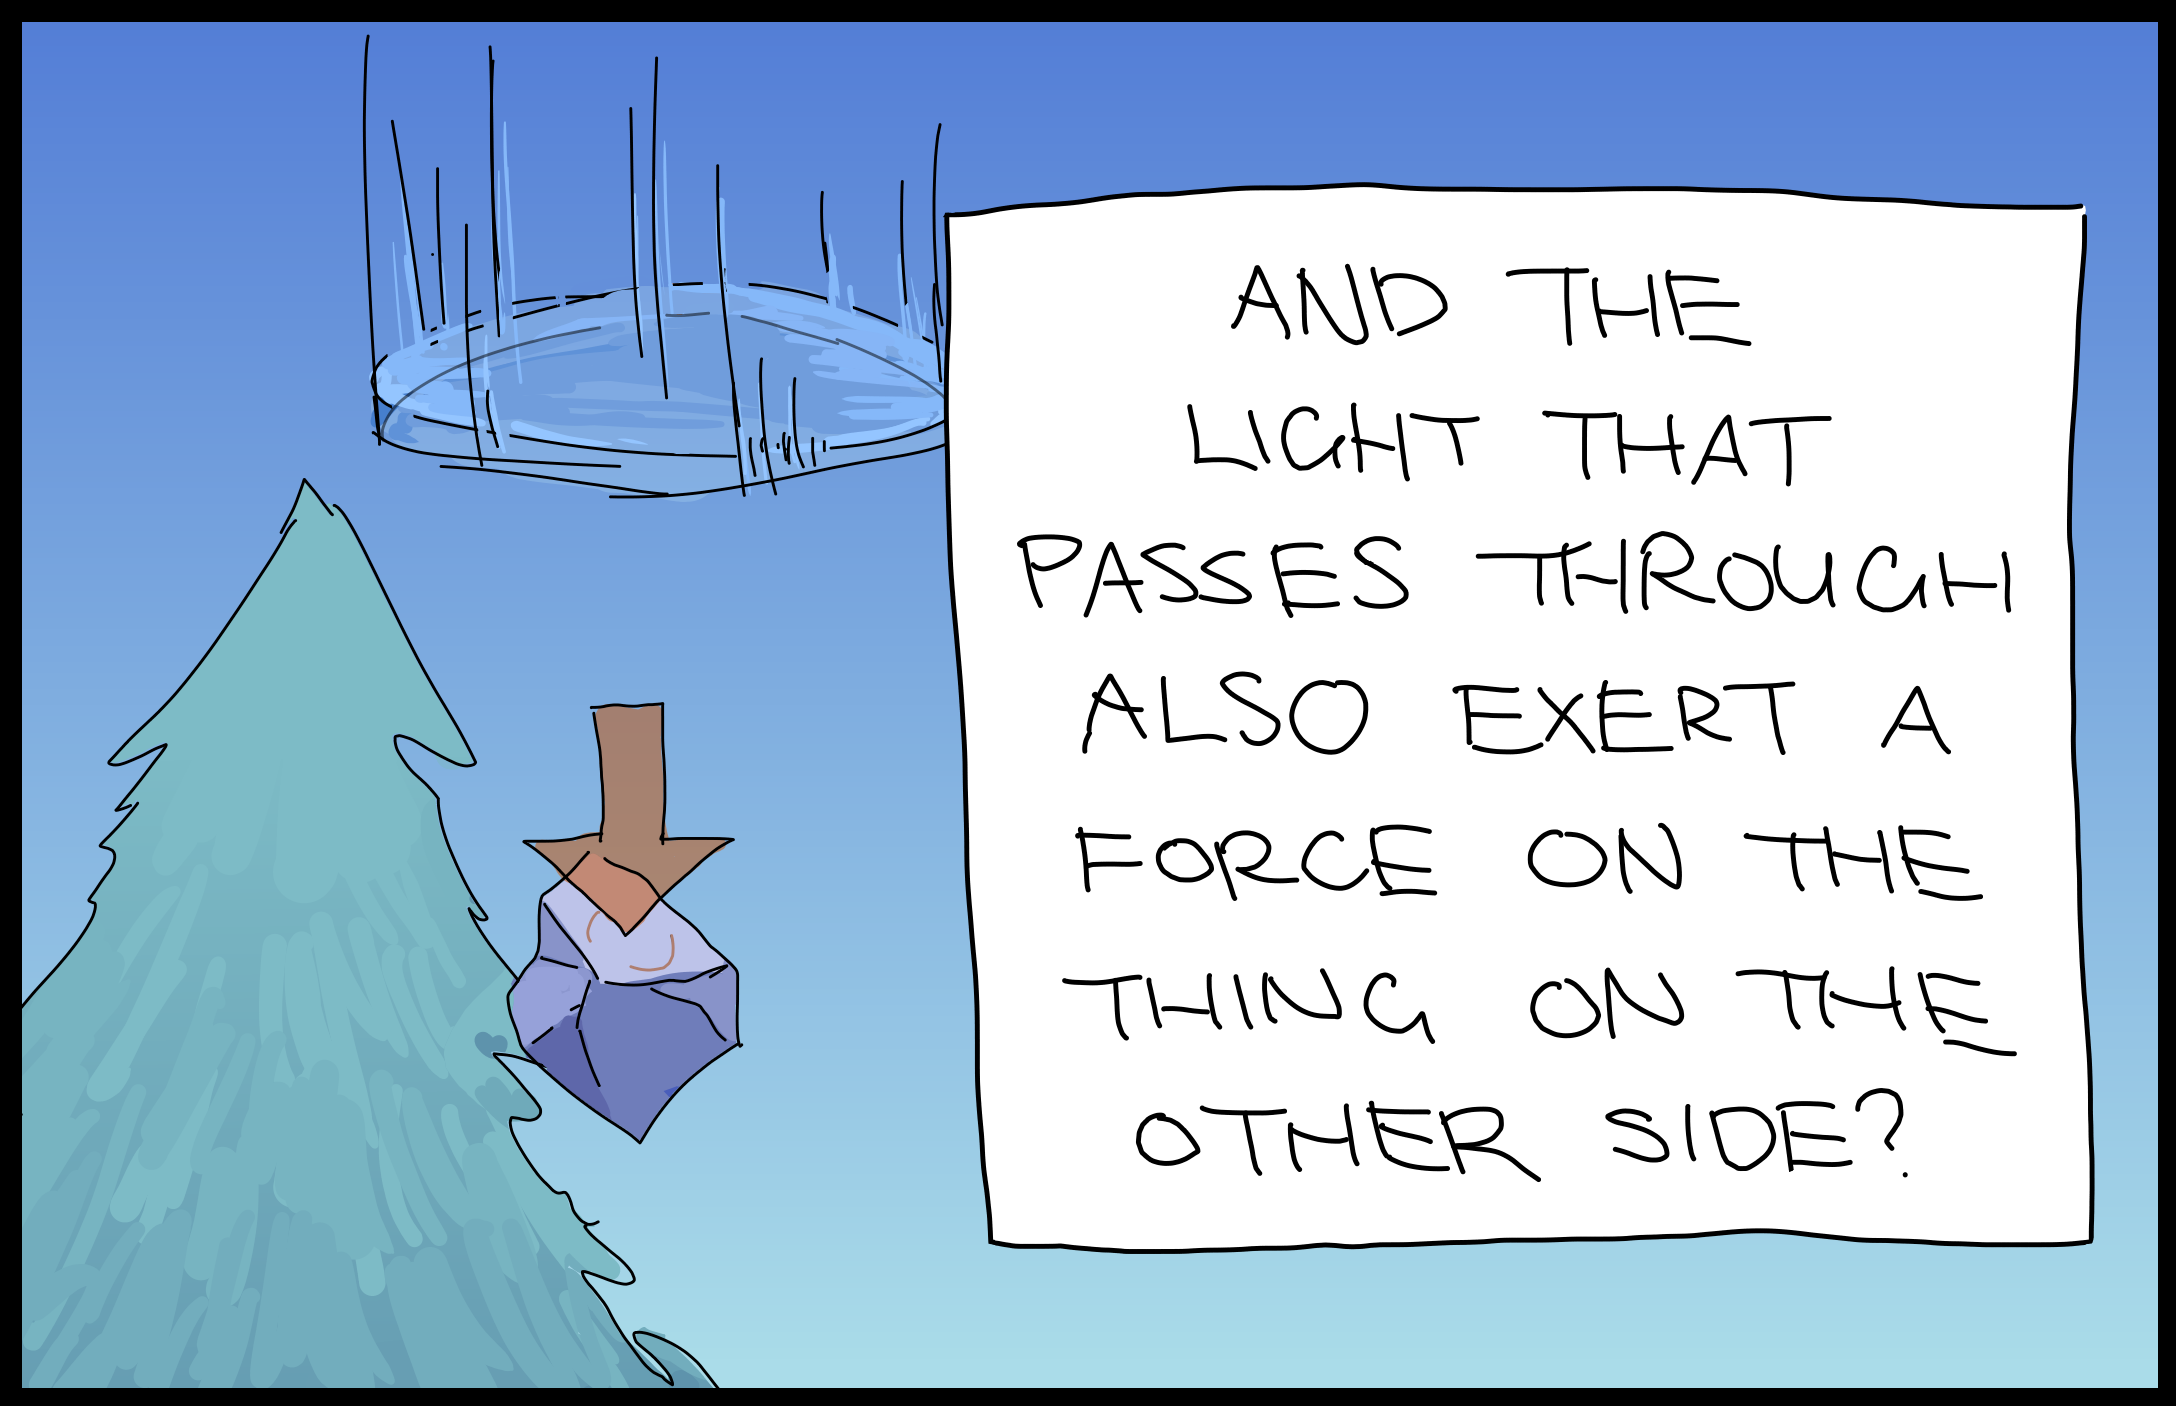 AND THE
LIGHT THAT
PASSES THROUGH
ALSO EXERT A
FORCE ON THE
THING ON THE
OTHER SIDE?